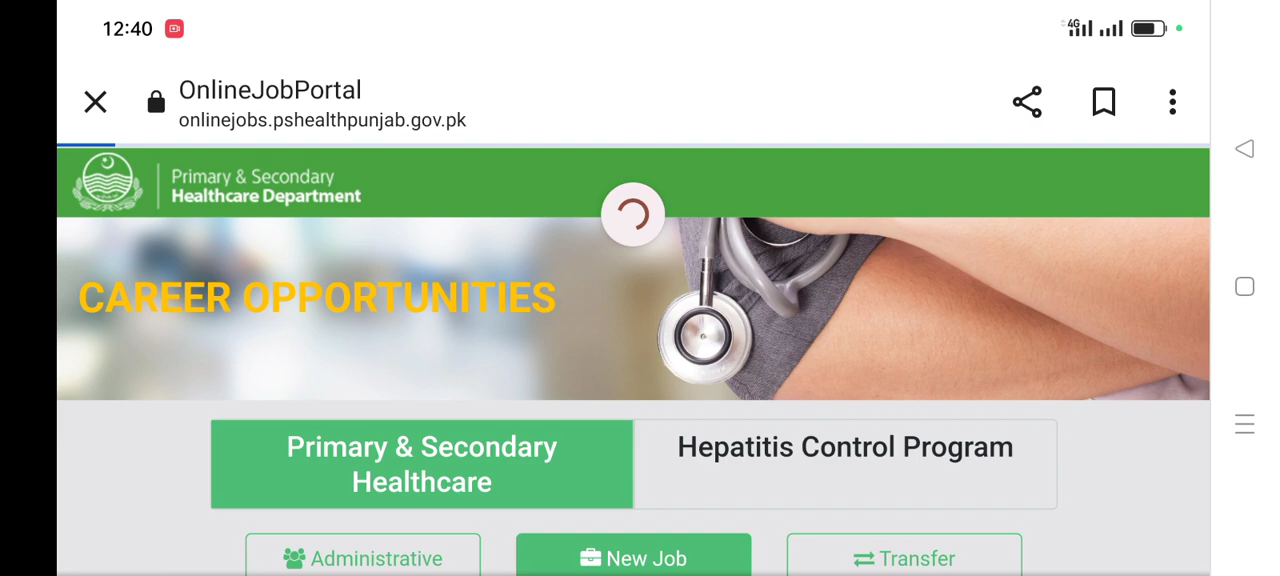 12:40
4G
OnlineJobPortal
onlinejobs.pshealthpunjab.gov.pk
Primary & Secondary
Healthcare Department
CAREER OPPORTUNITIES
Primary & Secondary
Healthcare
Hepatitis Control Program
Administrative
New Job
Transfer